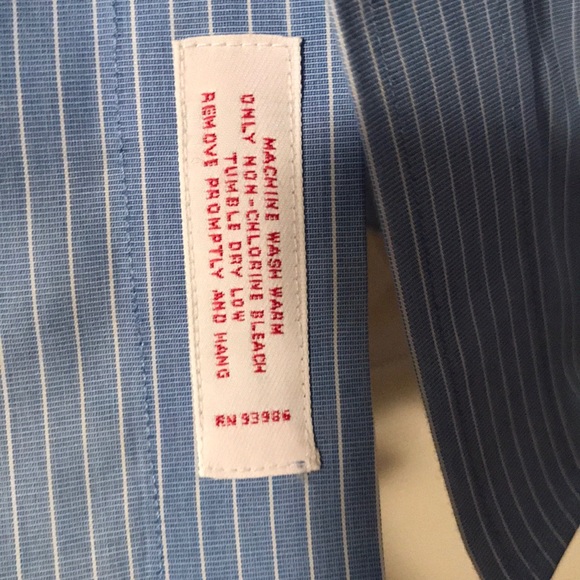 MACHINE WASH WARM
ONLY NON-CHLORINE BLEACH
TUMBLE DRY LOW
REMOVE PROMPTLY AND HANG
RN 93986